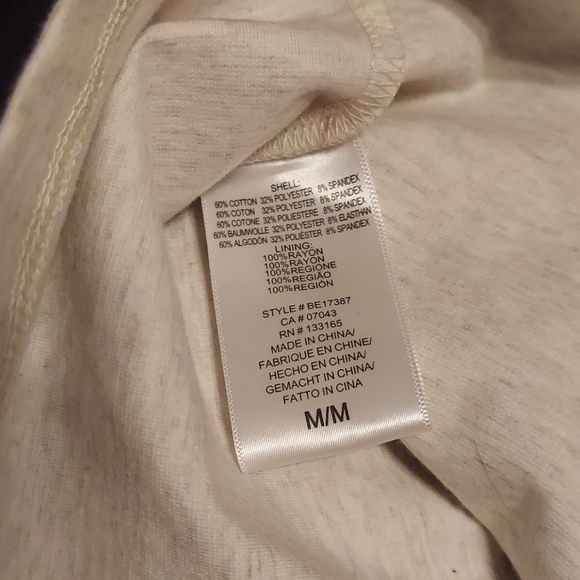 SHELL:
60% COTTON 32% POLYESTER 8% SPANDEX
60% COTON 32% POLYESTER 8% SPANDEX
60% COTONE 32% POLIESTERE 8% SPANDEX
60% BAUMWOLLE 32% POLYESTER 8% ELASTHAN
60% ALGODÓN 32% POLIÉSTER 8% SPANDEX
LINING:
100%RAYON
100%RAYON
100%REGIONE
100%REGIÃO
100%REGIÓN
STYLE # BE17387
CA # 07043
RN # 133165
MADE IN CHINA/
FABRIQUE EN CHINE/
HECHO EN CHINA/
GEMACHT IN CHINA/
FATTO IN CINA
M/M